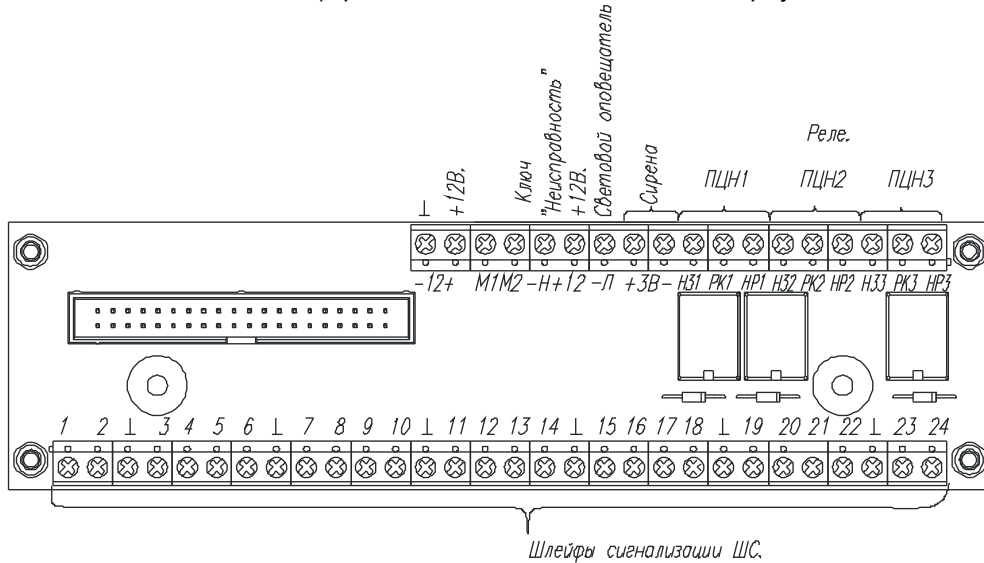 Реле.
ПЦН1 ПЦН2 ПЦН3
⊥
+12В.
Ключ
"Неисправность"
+12В.
Световой оповещатель
Сирена
-12+ М1 М2 -Н+12 -Л +ЗВ- НЗ1 РК1 НР1 НЗ2 РК2 НР2 НЗ3 РК3 НР3
1 2 ⊥ 3 4 5 6 ⊥ 7 8 9 10 ⊥ 11 12 13 14 ⊥ 15 16 17 18 ⊥ 19 20 21 22 ⊥ 23 24
Шлейфы сигнализации ШС.